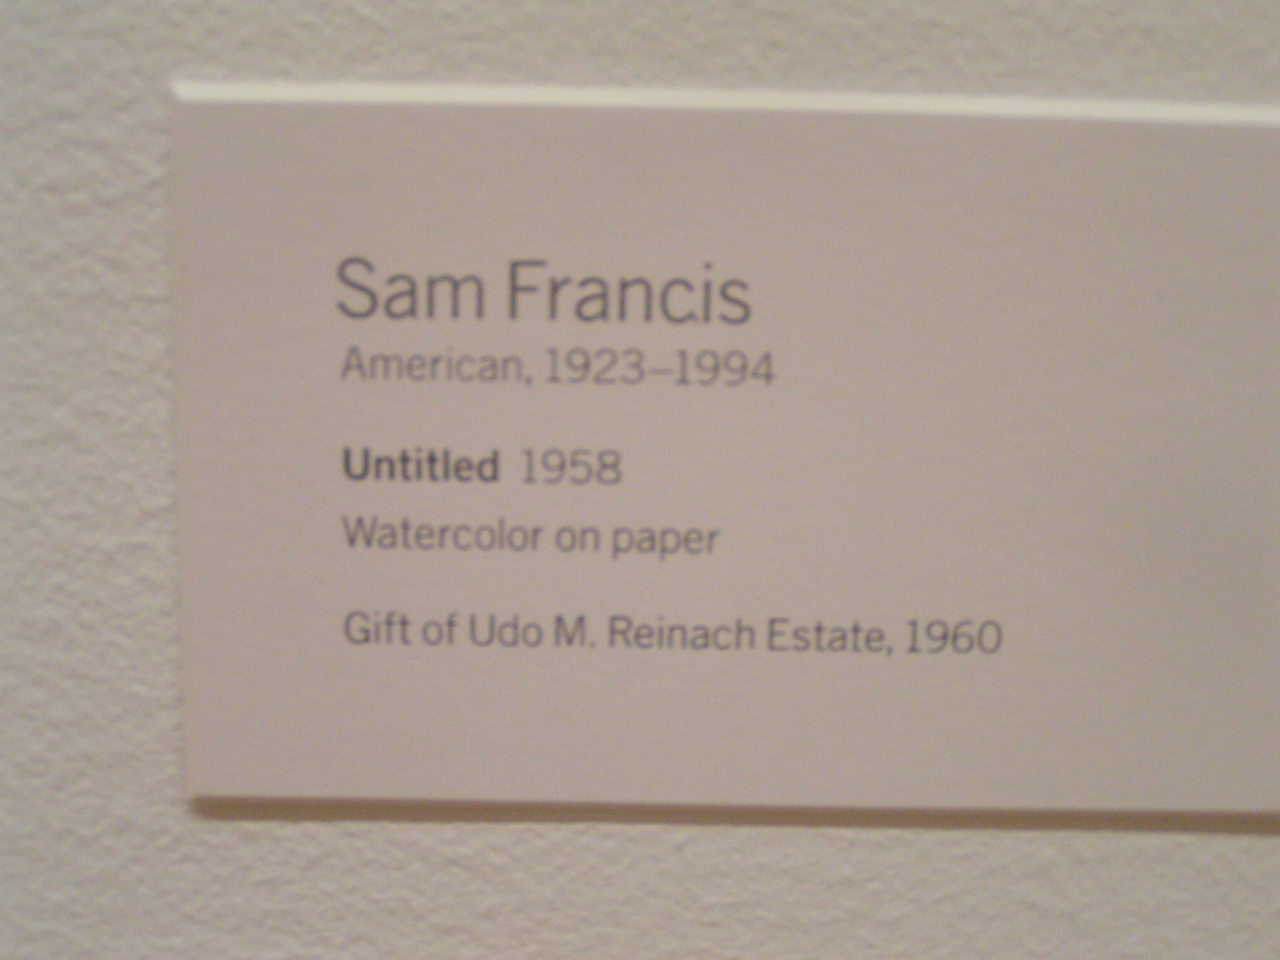 Sam Francis
American, 1923–1994
Untitled 1958
Watercolor on paper
Gift of Udo M. Reinach Estate, 1960